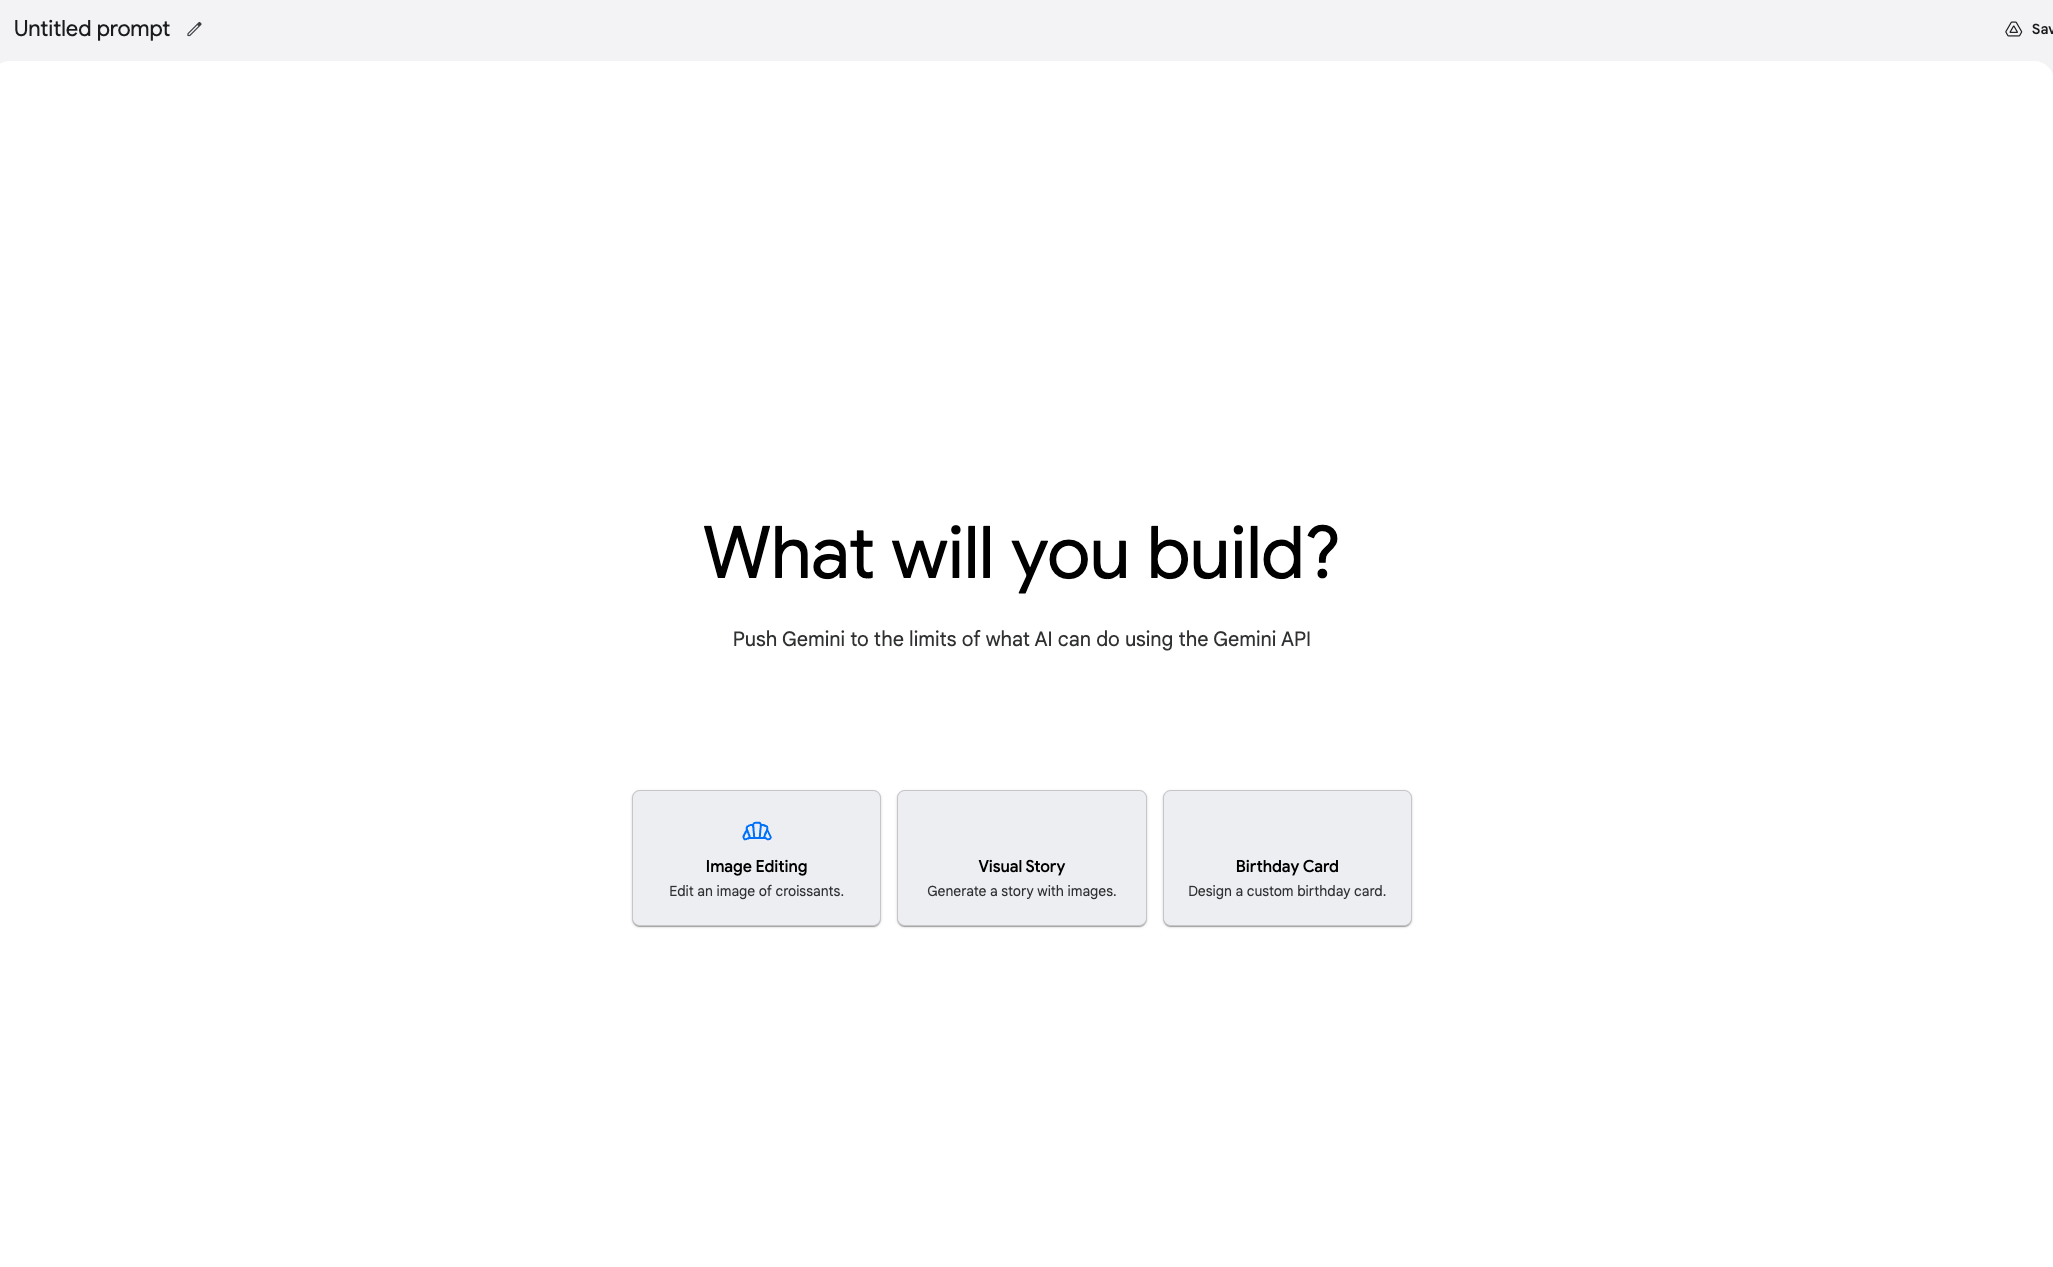 Untitled prompt
Sav
What will you build?
Push Gemini to the limits of what AI can do using the Gemini API
Image Editing
Edit an image of croissants.
Visual Story
Generate a story with images.
Birthday Card
Design a custom birthday card.